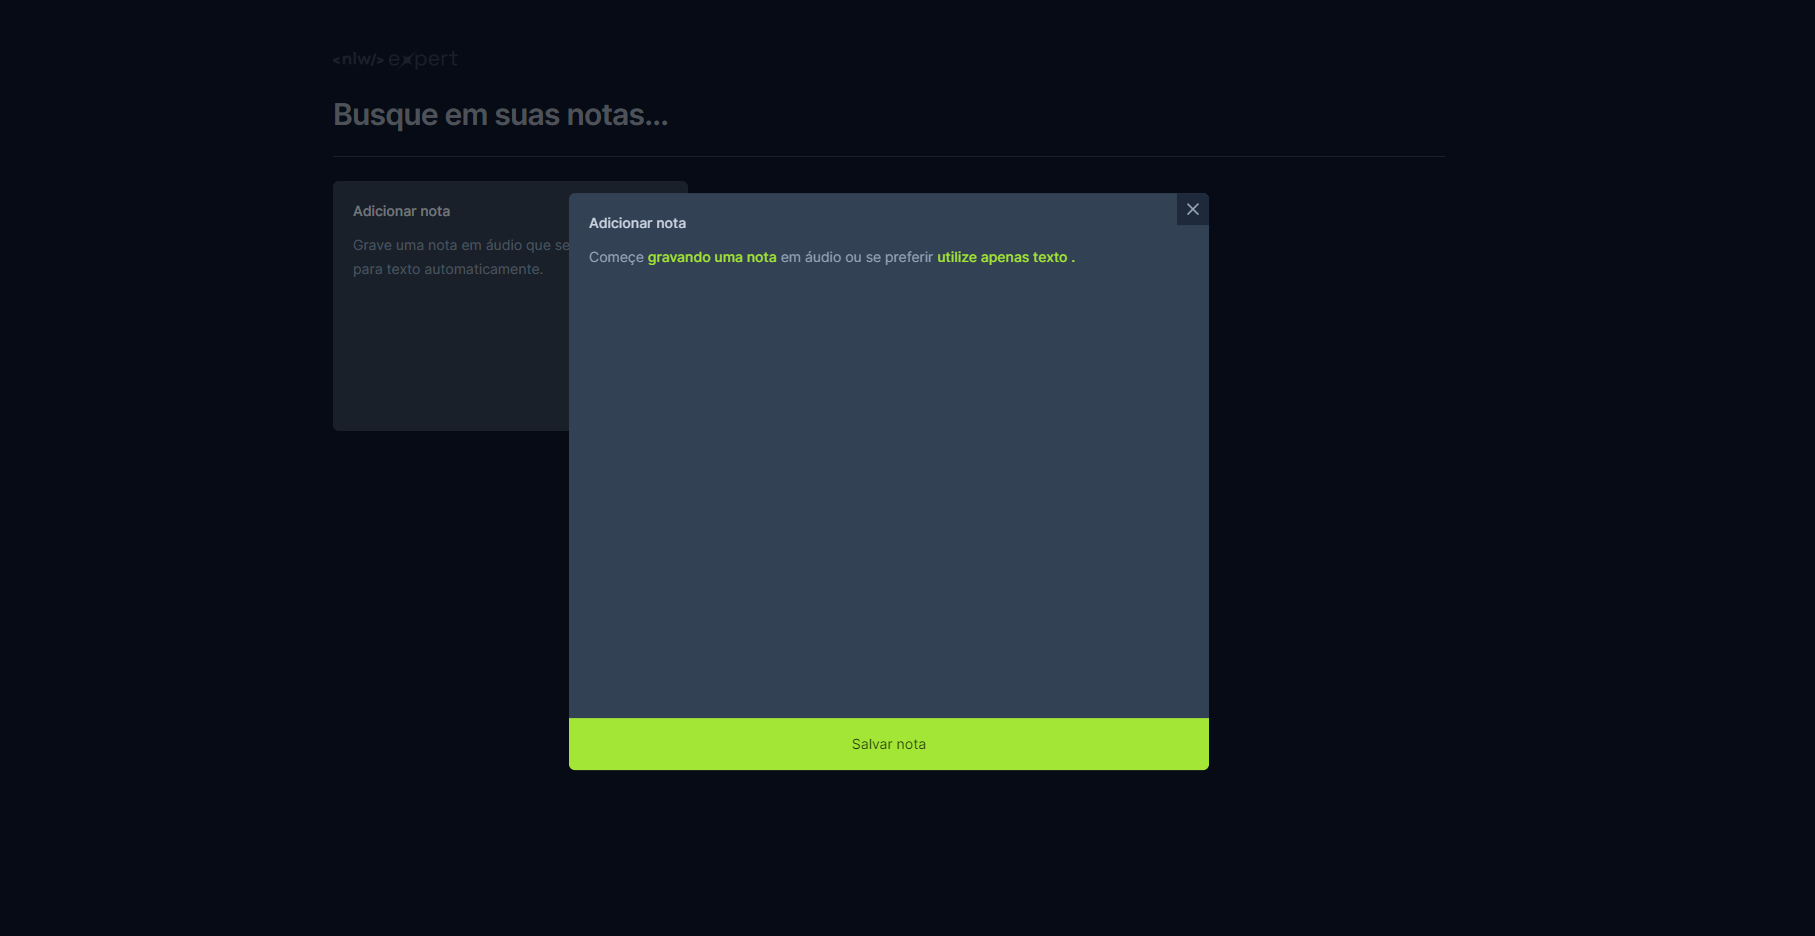 <nlw/> expert
Busque em suas notas...
Adicionar nota
Grave uma nota em áudio que se
para texto automaticamente.
Adicionar nota
Começe gravando uma nota em áudio ou se preferir utilize apenas texto .
Salvar nota